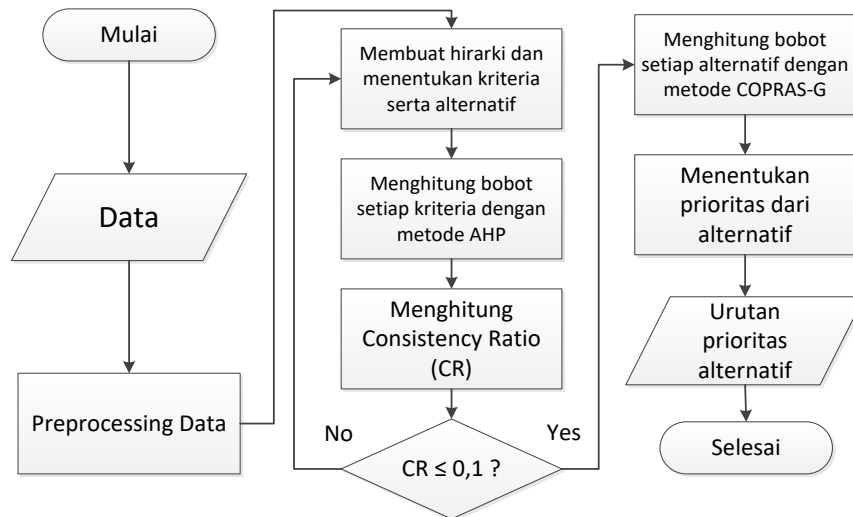 Mulai
Data
Preprocessing Data
Membuat hirarki dan
menentukan kriteria
serta alternatif
Menghitung bobot
setiap kriteria dengan
metode AHP
Menghitung
Consistency Ratio
(CR)
No
Yes
CR ≤ 0,1 ?
Menghitung bobot
setiap alternatif dengan
metode COPRAS-G
Menentukan
prioritas dari
alternatif
Urutan
prioritas
alternatif
Selesai